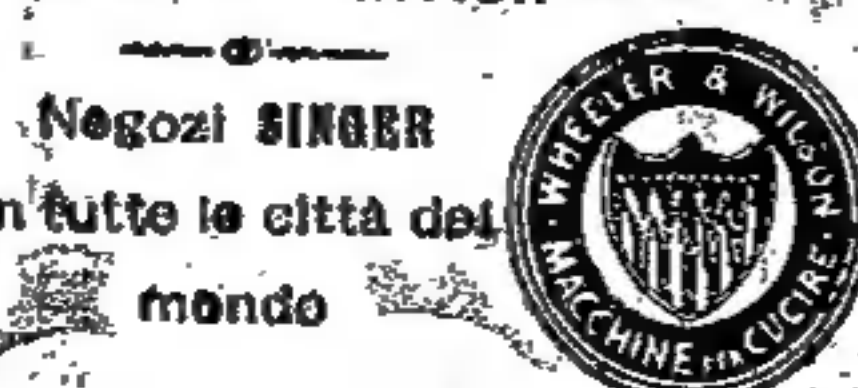 Negozi SINGER
in tutte le città del
mondo
WHEELER & WILSON
MACCHINE PER CUCIRE